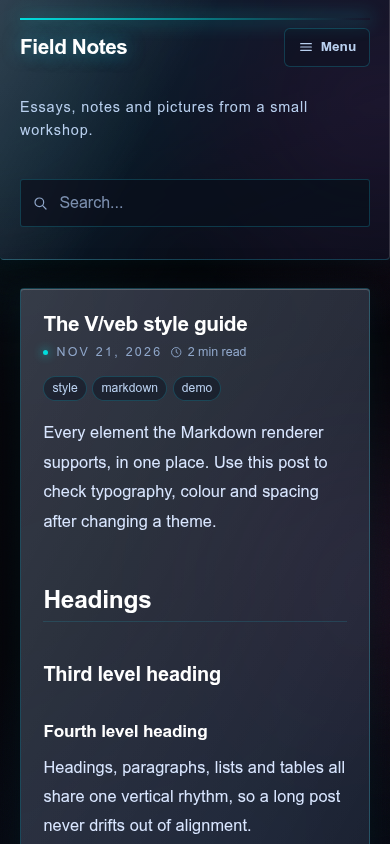 Field Notes
Menu
Essays, notes and pictures from a small
workshop.
Search...
The V/veb style guide
NOV 21, 2026 2 min read
style markdown demo
Every element the Markdown renderer
supports, in one place. Use this post to
check typography, colour and spacing
after changing a theme.
Headings
Third level heading
Fourth level heading
Headings, paragraphs, lists and tables all
share one vertical rhythm, so a long post
never drifts out of alignment.